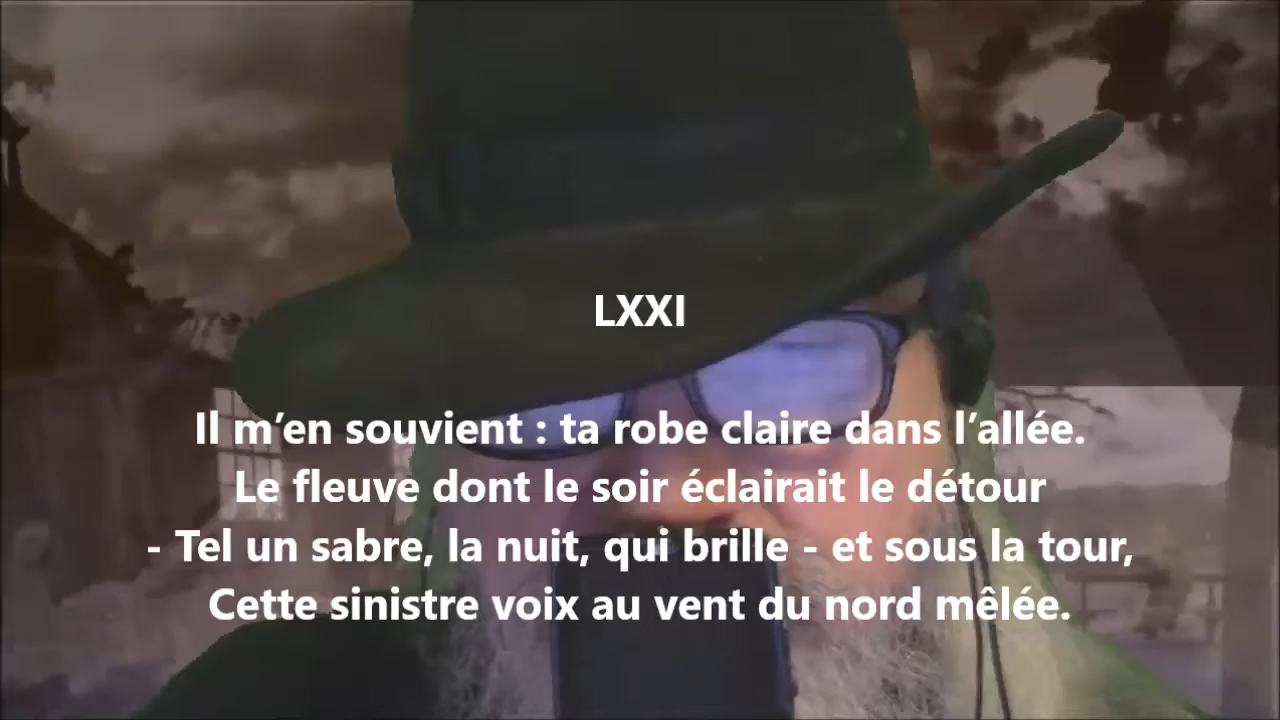 LXXI
Il m’en souvient : ta robe claire dans l’allée.
Le fleuve dont le soir éclairait le détour
- Tel un sabre, la nuit, qui brille - et sous la tour,
Cette sinistre voix au vent du nord mêlée.